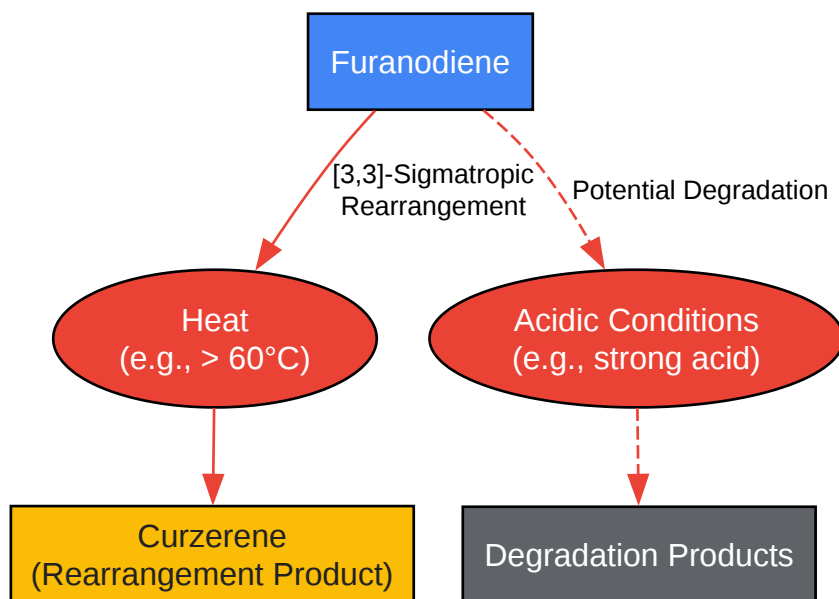 Furanodiene
[3,3]-Sigmatropic
Rearrangement
Potential Degradation
Heat
(e.g., > 60°C)
Acidic Conditions
(e.g., strong acid)
Curzerene
(Rearrangement Product)
Degradation Products